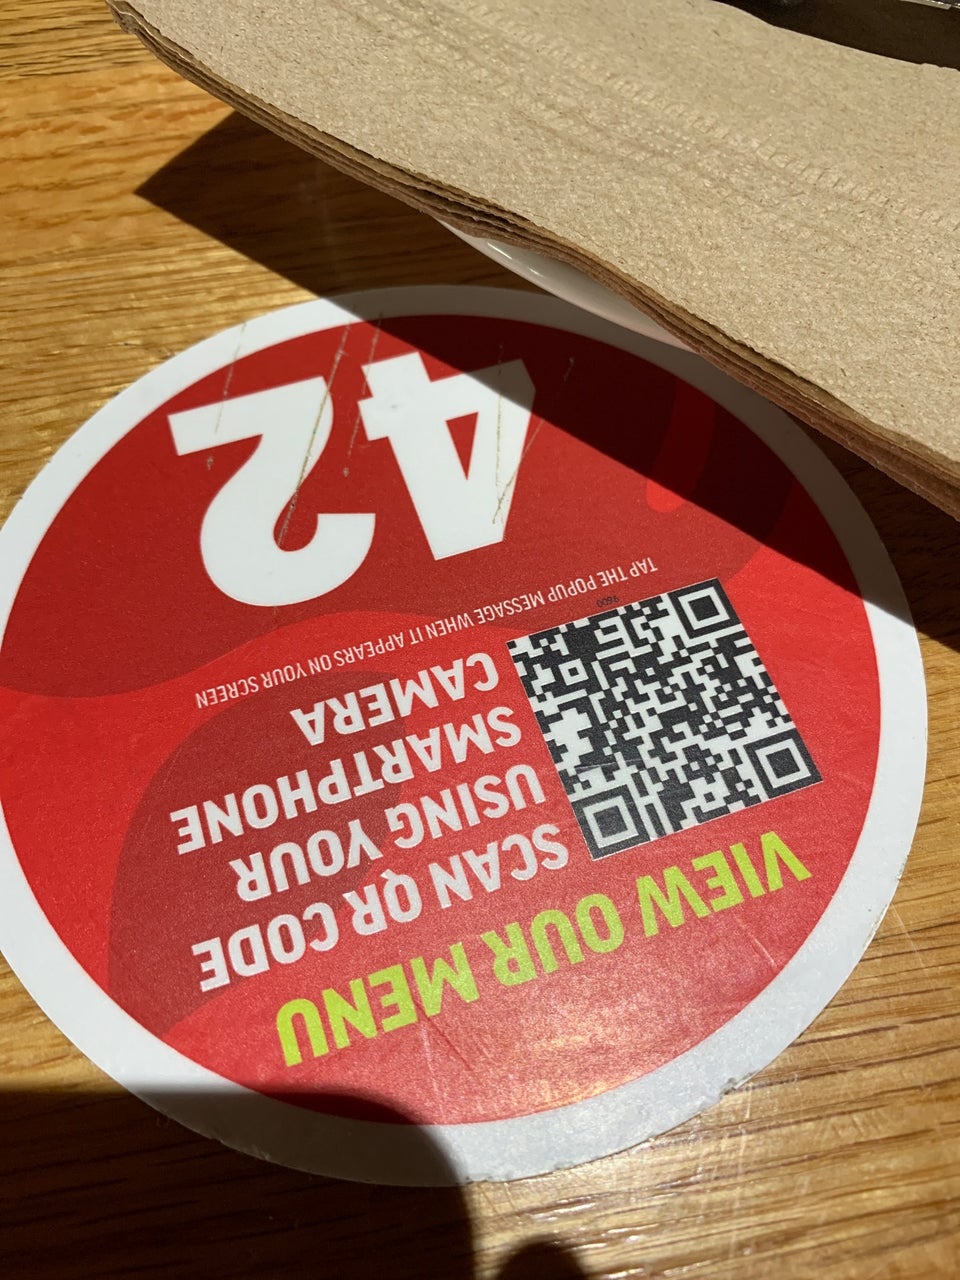 VIEW OUR MENU
SCAN QR CODE
USING YOUR
SMARTPHONE
CAMERA
TAP THE POPUP MESSAGE WHEN IT APPEARS ON YOUR SCREEN
42